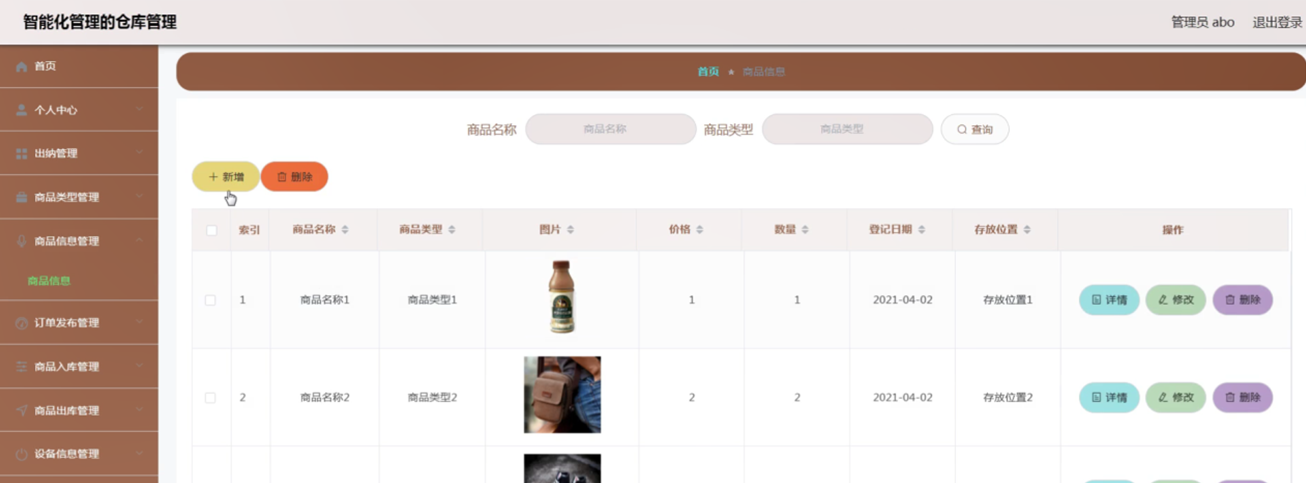 智能化管理的仓库管理 管理员 abo 退出登录
首页
个人中心
出纳管理
商品类型管理
商品信息管理
商品信息
订单发布管理
商品入库管理
商品出库管理
设备信息管理
首页 商品信息
商品名称 商品名称 商品类型 商品类型 查询
新增 删除
索引 商品名称 商品类型 图片 价格 数量 登记日期 存放位置 操作
1 商品名称1 商品类型1 1 1 2021-04-02 存放位置1 详情 修改 删除
2 商品名称2 商品类型2 2 2 2021-04-02 存放位置2 详情 修改 删除